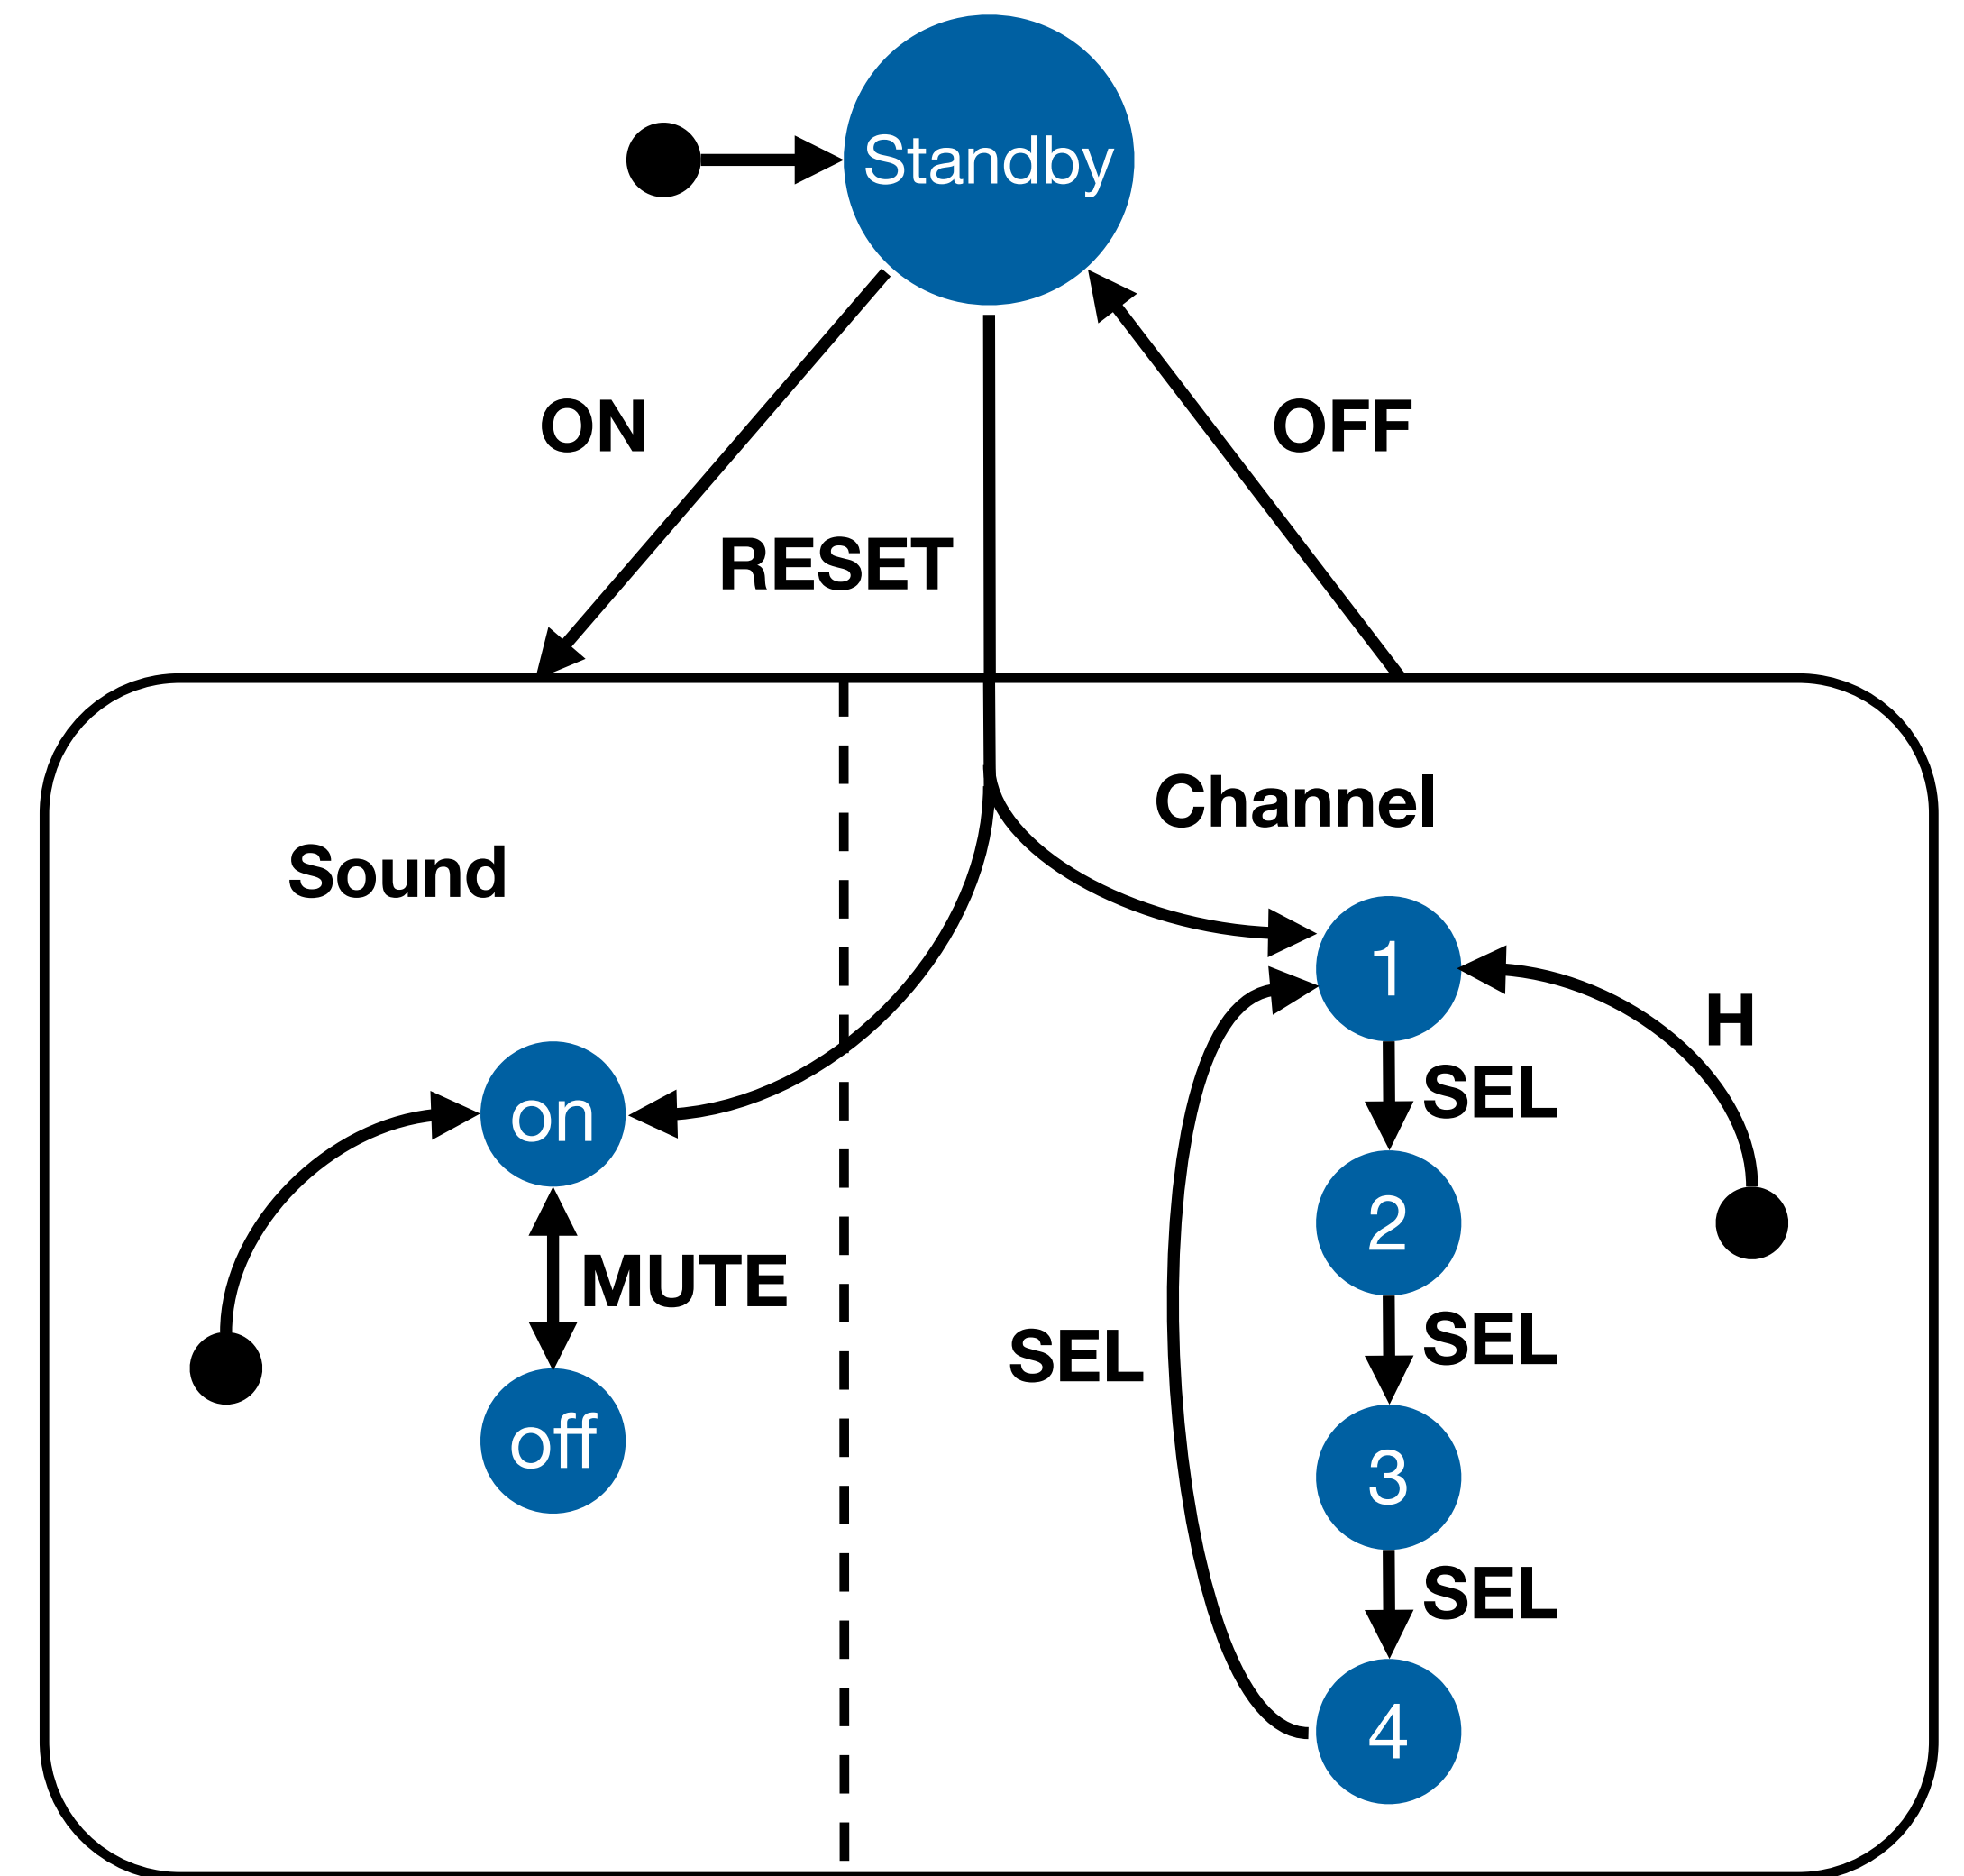 Standby
ON
OFF
RESET
Channel
Sound
1
H
SEL
on
2
MUTE
SEL
SEL
off
3
SEL
4